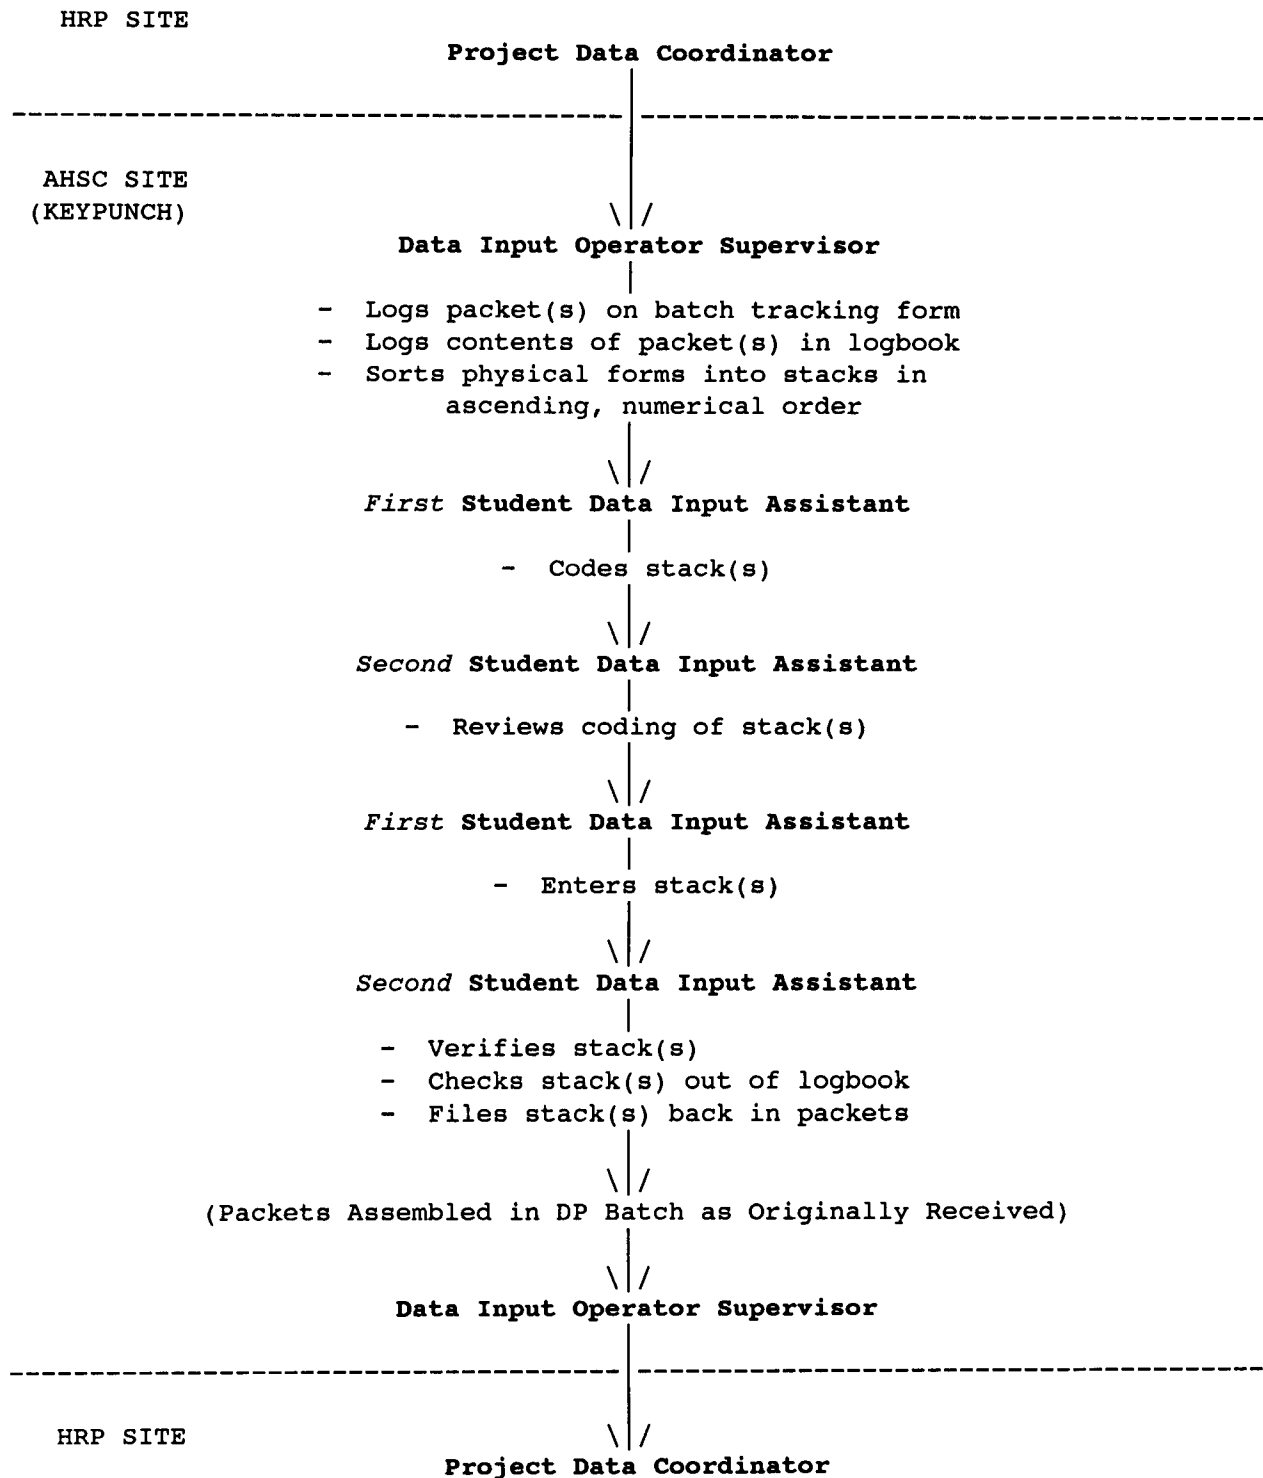 HRP SITE
Project Data Coordinator
AHSC SITE
(KEYPUNCH)
Data Input Operator Supervisor
- Logs packet(s) on batch tracking form
- Logs contents of packet(s) in logbook
- Sorts physical forms into stacks in
ascending, numerical order
First Student Data Input Assistant
- Codes stack(s)
Second Student Data Input Assistant
- Reviews coding of stack(s)
First Student Data Input Assistant
- Enters stack(s)
Second Student Data Input Assistant
- Verifies stack(s)
- Checks stack(s) out of logbook
- Files stack(s) back in packets
(Packets Assembled in DP Batch as Originally Received)
Data Input Operator Supervisor
HRP SITE
Project Data Coordinator